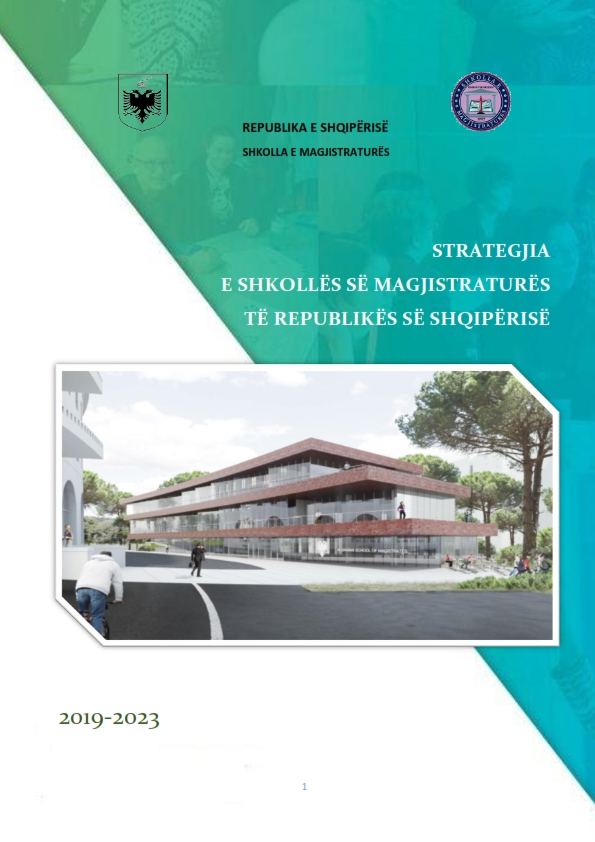 REPUBLIKA E SHQIPËRISË
SHKOLLA E MAGJISTRATURËS
STRATEGJIA
E SHKOLLËS SË MAGJISTRATURËS
TË REPUBLIKËS SË SHQIPËRISË
2019-2023
1